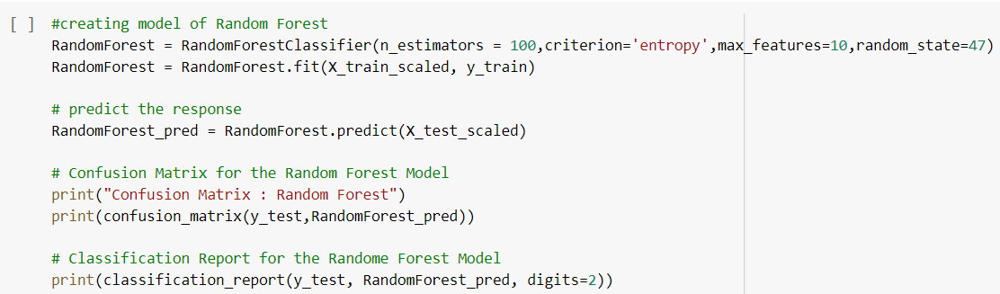 [ ] #creating model of Random Forest
RandomForest = RandomForestClassifier(n_estimators = 100,criterion='entropy',max_features=10,random_state=47)
RandomForest = RandomForest.fit(X_train_scaled, y_train)
# predict the response
RandomForest_pred = RandomForest.predict(X_test_scaled)
# Confusion Matrix for the Random Forest Model
print("Confusion Matrix : Random Forest")
print(confusion_matrix(y_test,RandomForest_pred))
# Classification Report for the Randome Forest Model
print(classification_report(y_test, RandomForest_pred, digits=2))